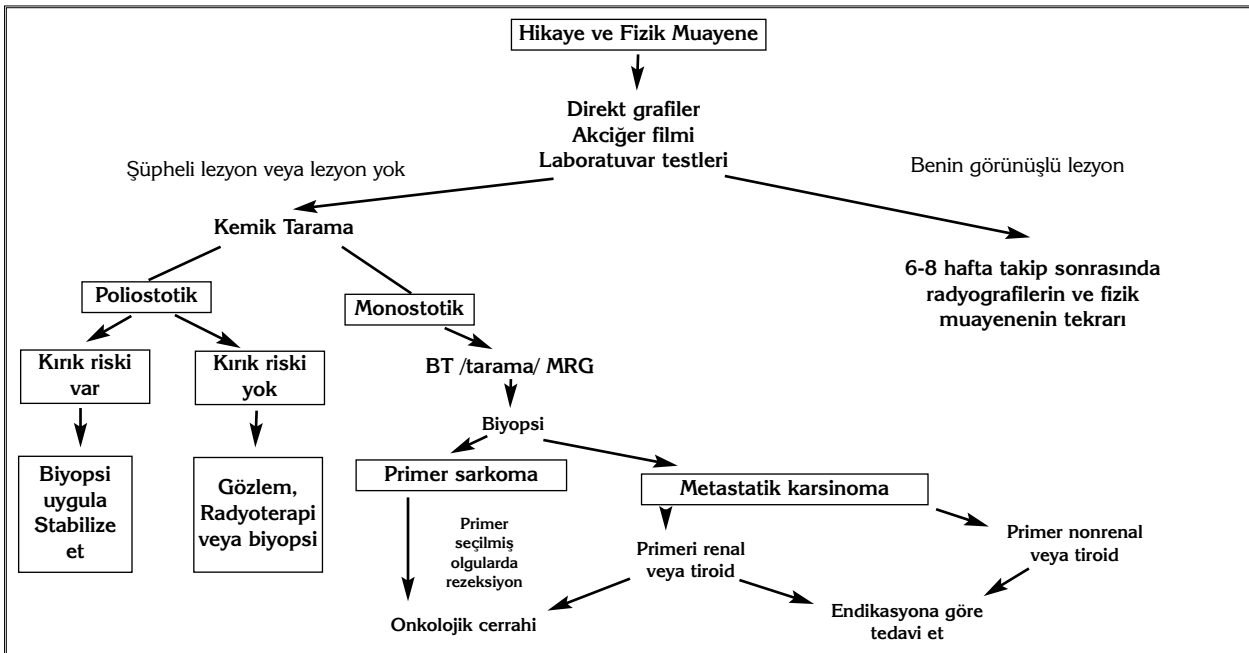 Hikaye ve Fizik Muayene
Direkt grafiler
Akciğer filmi
Laboratuvar testleri
Şüpheli lezyon veya lezyon yok
Benin görünüşlü lezyon
Kemik Tarama
6-8 hafta takip sonrasında
radyografilerin ve fizik
muayenenin tekrarı
Poliostotik
Monostotik
Kırık riski
var
Kırık riski
yok
BT /tarama/ MRG
Biyopsi
Biyopsi
uygula
Stabilize
et
Gözlem,
Radyoterapi
veya biyopsi
Primer sarkoma
Metastatik karsinoma
Primer
seçilmiş
olgularda
rezeksiyon
Primeri renal
veya tiroid
Primer nonrenal
veya tiroid
Onkolojik cerrahi
Endikasyona göre
tedavi et